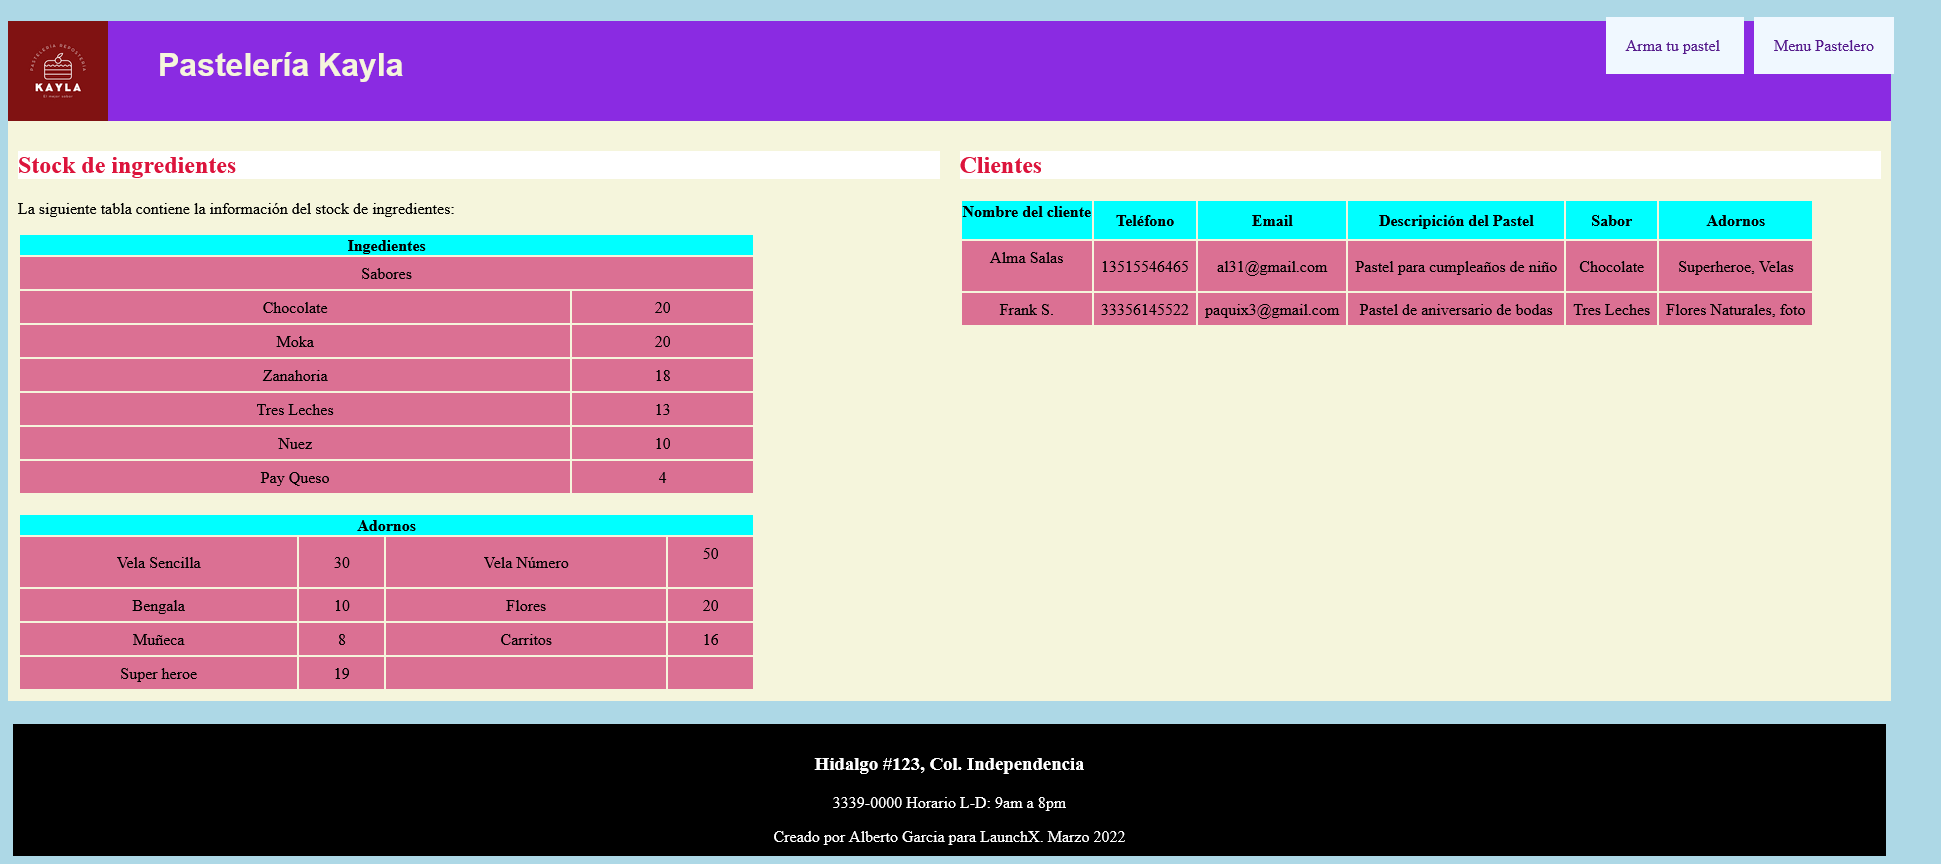 PASTELERÍA REPOSTERÍA
KAYLA
El mejor sabor
Pastelería Kayla
Arma tu pastel
Menu Pastelero
Stock de ingredientes
La siguiente tabla contiene la información del stock de ingredientes:
Ingedientes
Sabores
Chocolate 20
Moka 20
Zanahoria 18
Tres Leches 13
Nuez 10
Pay Queso 4
Adornos
Vela Sencilla 30 Vela Número 50
Bengala 10 Flores 20
Muñeca 8 Carritos 16
Super heroe 19
Clientes
Nombre del cliente Teléfono Email Descripición del Pastel Sabor Adornos
Alma Salas 13515546465 al31@gmail.com Pastel para cumpleaños de niño Chocolate Superheroe, Velas
Frank S. 33356145522 paquix3@gmail.com Pastel de aniversario de bodas Tres Leches Flores Naturales, foto
Hidalgo #123, Col. Independencia
3339-0000 Horario L-D: 9am a 8pm
Creado por Alberto Garcia para LaunchX. Marzo 2022